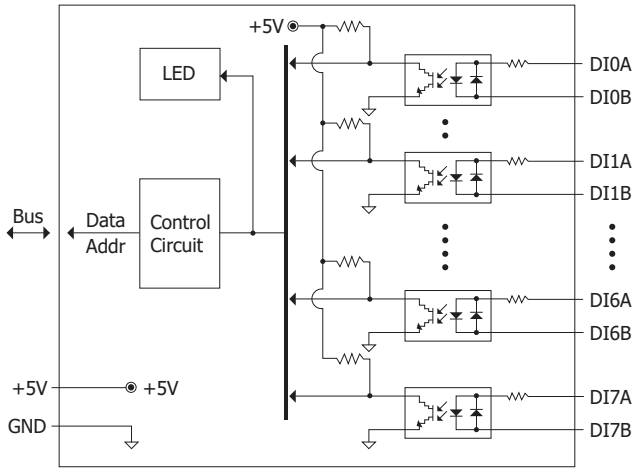 +5V
LED
DI0A
DI0B
DI1A
DI1B
Bus
Data
Addr
Control
Circuit
DI6A
DI6B
+5V
+5V
DI7A
GND
DI7B